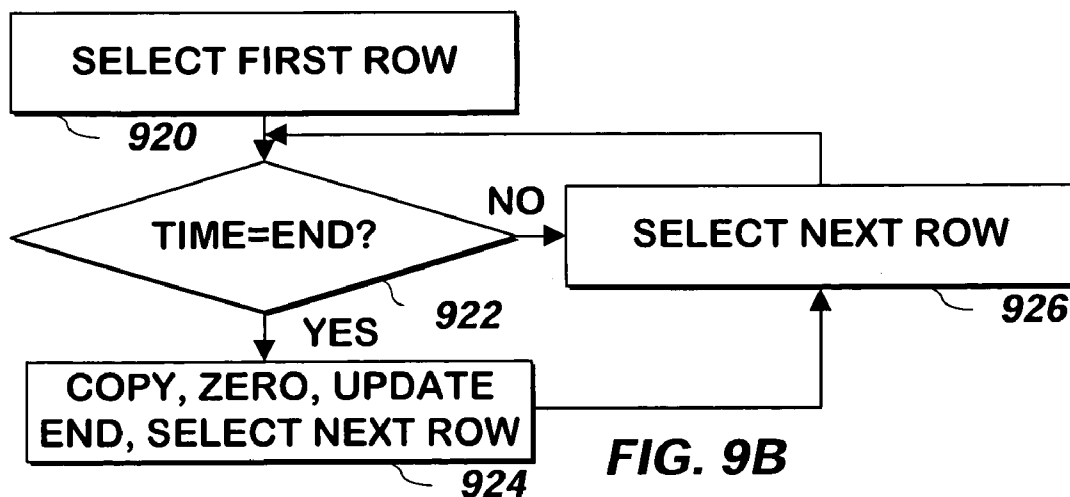 SELECT FIRST ROW
920
TIME=END?
NO
922
YES
SELECT NEXT ROW
926
COPY, ZERO, UPDATE
END, SELECT NEXT ROW
924
FIG. 9B